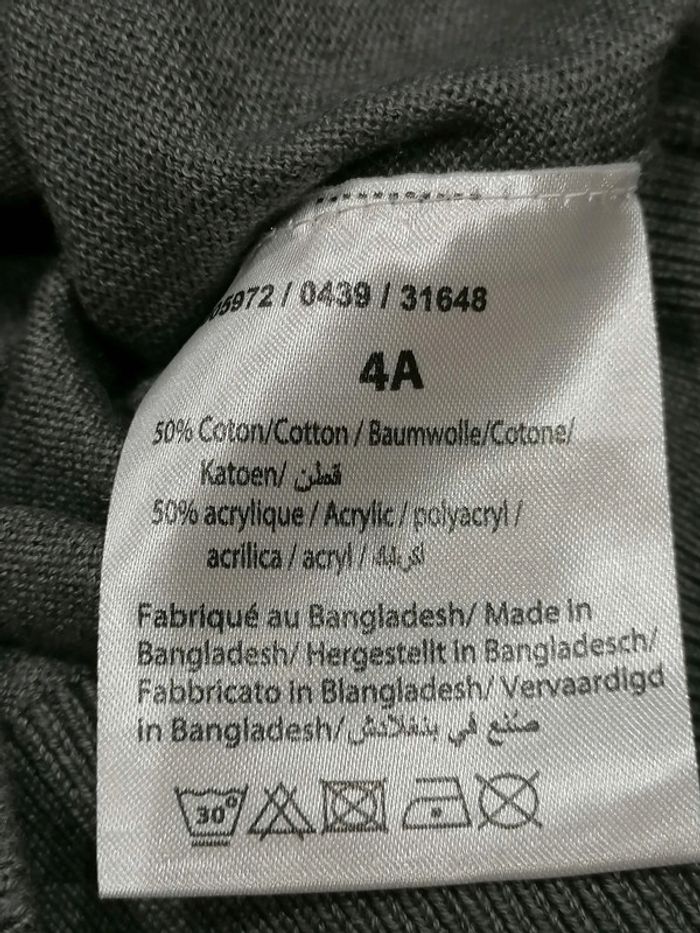 05972 / 0439 / 31648
4A
50% Coton/Cotton / Baumwolle/Cotone/
Katoen/ قطن
50% acrylique / Acrylic / polyacryl /
acrilica / acryl /
Fabriqué au Bangladesh/ Made in
Bangladesh/ Hergestellt in Bangladesch/
Fabbricato in Blangladesh/ Vervaardigd
in Bangladesh/ صنع في بنغلادش
30°